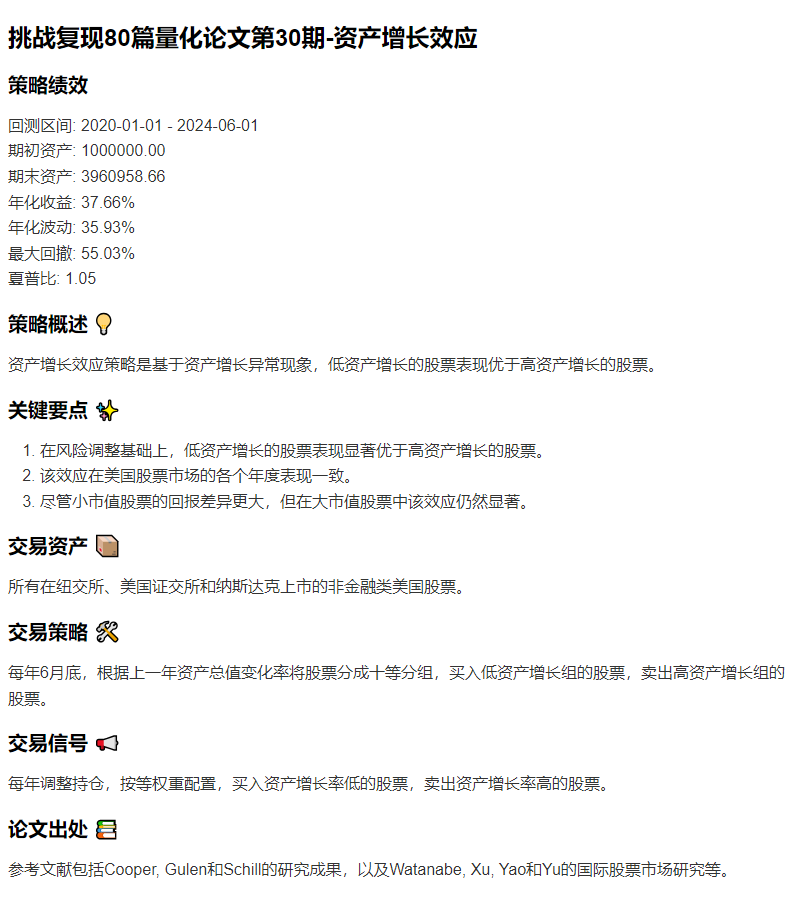 挑战复现80篇量化论文第30期-资产增长效应
策略绩效
回测区间: 2020-01-01 - 2024-06-01
期初资产: 1000000.00
期末资产: 3960958.66
年化收益: 37.66%
年化波动: 35.93%
最大回撤: 55.03%
夏普比: 1.05
策略概述 💡
资产增长效应策略是基于资产增长异常现象，低资产增长的股票表现优于高资产增长的股票。
关键要点 ✨
1. 在风险调整基础上，低资产增长的股票表现显著优于高资产增长的股票。
2. 该效应在美国股票市场的各个年度表现一致。
3. 尽管小市值股票的回报差异更大，但在大市值股票中该效应仍然显著。
交易资产 📦
所有在纽交所、美国证交所和纳斯达克上市的非金融类美国股票。
交易策略 🛠
每年6月底，根据上一年资产总值变化率将股票分成十等分组，买入低资产增长组的股票，卖出高资产增长组的
股票。
交易信号 📢
每年调整持仓，按等权重配置，买入资产增长率低的股票，卖出资产增长率高的股票。
论文出处 📚
参考文献包括Cooper, Gulen和Schill的研究成果，以及Watanabe, Xu, Yao和Yu的国际股票市场研究等。